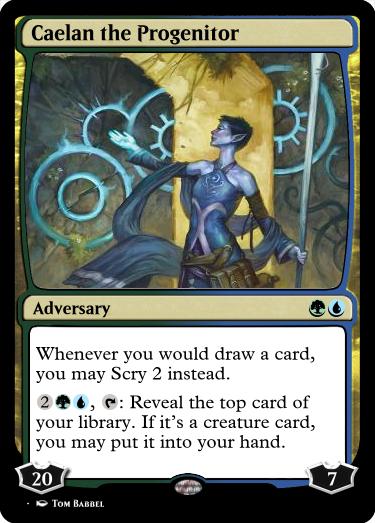 Caelan the Progenitor
Adversary
Whenever you would draw a card,
you may Scry 2 instead.
2, : Reveal the top card of
your library. If it's a creature card,
you may put it into your hand.
20
7
· Tom Babbel